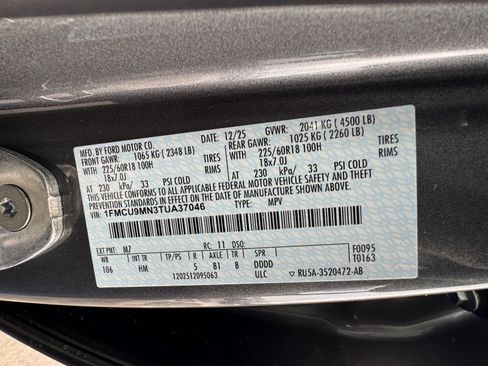 MFD. BY FORD MOTOR CO. DATE: 12/25 GVWR: 2041 KG ( 4500 LB)
FRONT GAWR: 1065 KG ( 2348 LB) REAR GAWR: 1025 KG ( 2260 LB)
WITH 225/60R18 100H TIRES WITH 225/60R18 100H TIRES
18x7.0J RIMS 18x7.0J RIMS
AT 230 kPa/ 33 PSI COLD AT 230 kPa/ 33 PSI COLD
THIS VEHICLE CONFORMS TO ALL APPLICABLE FEDERAL MOTOR VEHICLE SAFETY AND THEFT
PREVENTION STANDARDS IN EFFECT ON THE DATE OF MANUFACTURE SHOWN ABOVE.
VIN: 1FMCU9MN3TUA37046 TYPE: MPV
F0095
T0163
EXT PNT: M7 RC: 11 DSO:
WB INT TR TP/PS R AXLE TR SPR
106 HM S 81 8 DDDD
1202512095063 ULC ▽ RU5A-3520472-AB